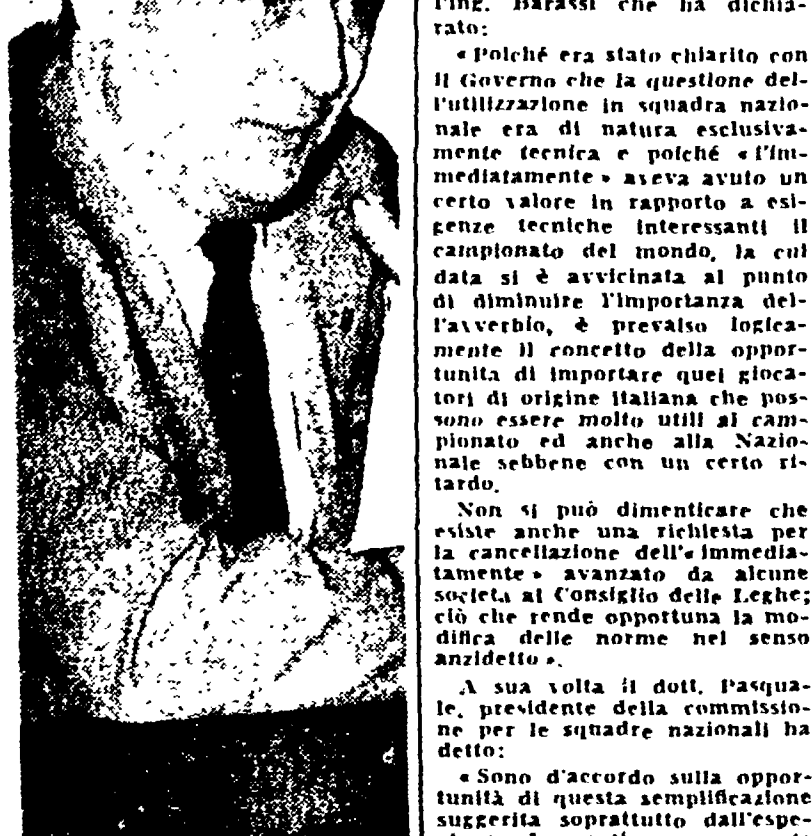 l'ing. Barassi che ha dichia-
rato:
« Poiché era stato chiarito con
il Governo che la questione del-
l'utilizzazione in squadra nazio-
nale era di natura esclusiva-
mente tecnica e poiché « l'im-
mediatamente » aveva avuto un
certo valore in rapporto a esi-
genze tecniche interessanti il
campionato del mondo, la cui
data si è avvicinata al punto
di diminuire l'importanza del-
l'avverbio, è prevalso logica-
mente il concetto della oppor-
tunità di importare quei gioca-
tori di origine italiana che pos-
sono essere molto utili al cam-
pionato ed anche alla Nazio-
nale sebbene con un certo ri-
tardo.
Non si può dimenticare che
esiste anche una richiesta per
la cancellazione dell'« immedia-
tamente » avanzato da alcune
società al Consiglio delle Leghe;
ciò che rende opportuna la mo-
difica delle norme nel senso
anzidetto ».
A sua volta il dott. Pasqua-
le, presidente della commissio-
ne per le squadre nazionali ha
detto:
« Sono d'accordo sulla oppor-
tunità di questa semplificazione
suggerita soprattutto dall'espe-